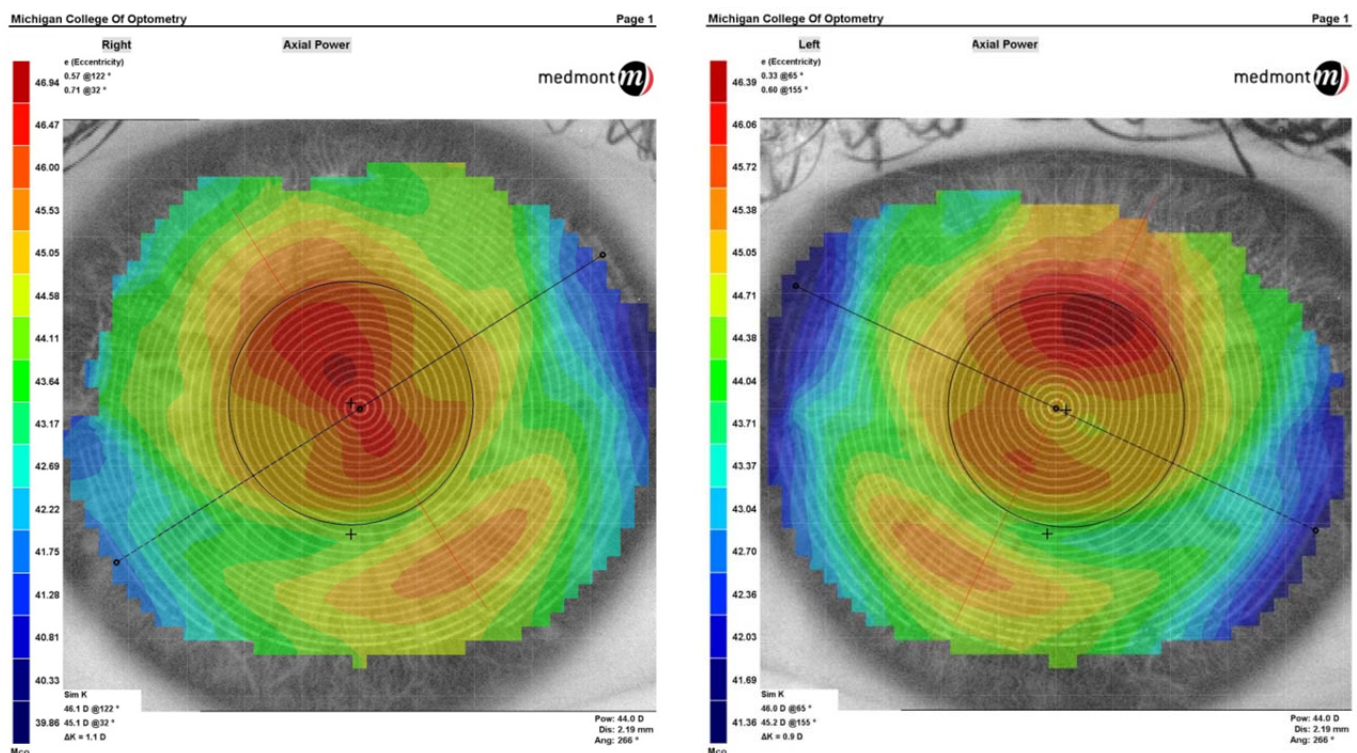 Michigan College Of Optometry Page 1
Right Axial Power
e (Eccentricity)
0.57 @122 °
0.71 @32 °
medmont m
46.94
46.47
46.00
45.53
45.05
44.58
44.11
43.64
43.17
42.69
42.22
41.75
41.28
40.81
40.33
39.86
Sim K
46.1 D @122 °
45.1 D @32 °
ΔK = 1.1 D
Pow: 44.0 D
Dis: 2.19 mm
Ang: 266 °
Mco
Michigan College Of Optometry Page 1
Left Axial Power
e (Eccentricity)
0.33 @65 °
0.60 @155 °
medmont m
46.39
46.06
45.72
45.38
45.05
44.71
44.38
44.04
43.71
43.37
43.04
42.70
42.36
42.03
41.69
41.36
Sim K
46.0 D @65 °
45.2 D @155 °
ΔK = 0.9 D
Pow: 44.0 D
Dis: 2.19 mm
Ang: 266 °
Mco